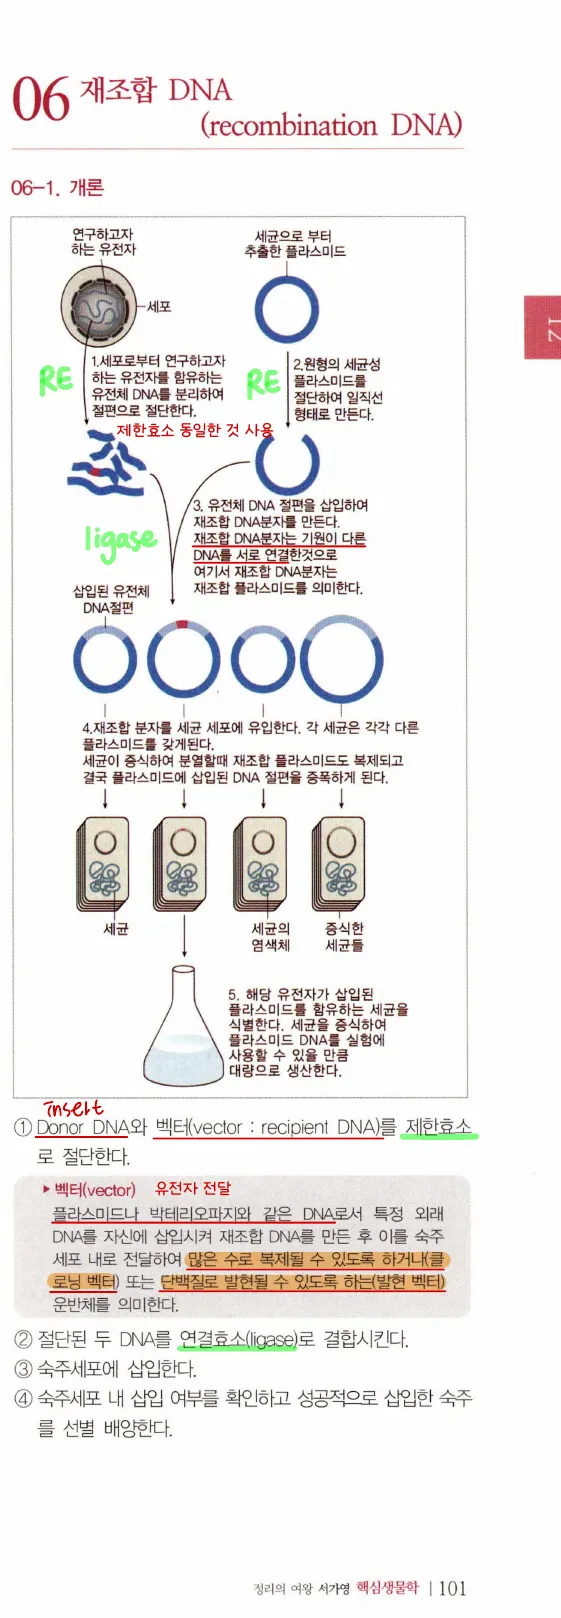 06 재조합 DNA
(recombination DNA)
06-1. 개론
연구하고자
하는 유전자
세균으로 부터
추출한 플라스미드
세포
RE
1.세포로부터 연구하고자
하는 유전자를 함유하는
유전체 DNA를 분리하여
절편으로 절단한다.
RE
2.원형의 세균성
플라스미드를
절단하여 일직선
형태로 만든다.
제한효소 동일한 것 사용
ligase
3. 유전체 DNA 절편을 삽입하여
재조합 DNA분자를 만든다.
재조합 DNA분자는 기원이 다른
DNA를 서로 연결한것으로
여기서 재조합 DNA분자는
재조합 플라스미드를 의미한다.
삽입된 유전체
DNA절편
4.재조합 분자를 세균 세포에 유입한다. 각 세균은 각각 다른
플라스미드를 갖게된다.
세균이 증식하여 분열할때 재조합 플라스미드도 복제되고
결국 플라스미드에 삽입된 DNA 절편을 증폭하게 된다.
세균
세균의
염색체
증식한
세균들
5. 해당 유전자가 삽입된
플라스미드를 함유하는 세균을
식별한다. 세균을 증식하여
플라스미드 DNA를 실험에
사용할 수 있을 만큼
대량으로 생산한다.
insert
① Donor DNA와 벡터(vector : recipient DNA)를 제한효소
로 절단한다.
▶ 벡터(vector) 유전자 전달
플라스미드나 박테리오파지와 같은 DNA로서 특정 외래
DNA를 자신에 삽입시켜 재조합 DNA를 만든 후 이를 숙주
세포 내로 전달하여 많은 수로 복제될 수 있도록 하거나(클
로닝 벡터) 또는 단백질로 발현될 수 있도록 하는(발현 벡터)
운반체를 의미한다.
② 절단된 두 DNA를 연결효소(ligase)로 결합시킨다.
③ 숙주세포에 삽입한다.
④ 숙주세포 내 삽입 여부를 확인하고 성공적으로 삽입한 숙주
를 선별 배양한다.
정리의 여왕 서가영 핵심생물학 | 101